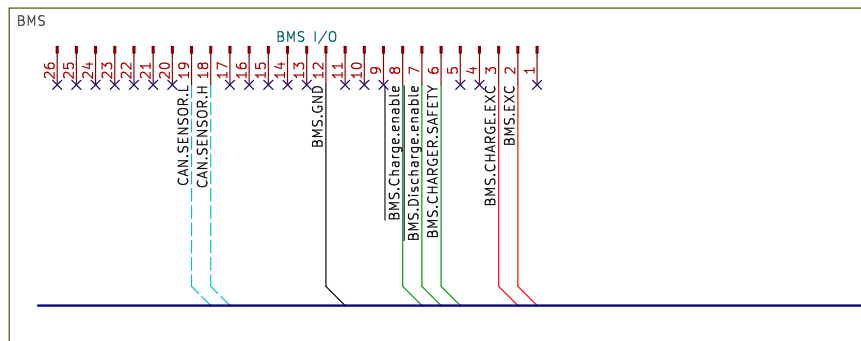 BMS
BMS I/O
26
25
24
23
22
21
20
19
18
17
16
15
14
13
12
11
10
9
8
7
6
5
4
3
2
1
CAN.SENSOR.L
CAN.SENSOR.H
BMS.GND
BMS.Charge.enable
BMS.Discharge.enable
BMS.CHARGER.SAFETY
BMS.CHARGE.EXC
BMS.EXC